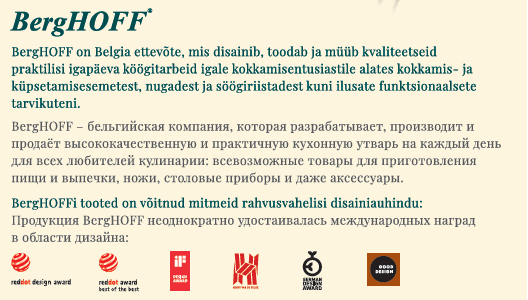 BergHOFF®
BergHOFF on Belgia ettevõte, mis disainib, toodab ja müüb kvaliteetseid
praktilisi igapäeva köögitarbeid igale kokkamisentusiastile alates kokkamis- ja
küpsetamisesemetest, nugadest ja söögiriistadest kuni ilusate funktsionaalsete
tarvikuteni.
BergHOFF – бельгийская компания, которая разрабатывает, производит и
продаёт высококачественную и практичную кухонную утварь на каждый день
для всех любителей кулинарии: всевозможные товары для приготовления
пищи и выпечки, ножи, столовые приборы и даже аксессуары.
BergHOFFi tooted on võitnud mitmeid rahvusvahelisi disainiauhindu:
Продукция BergHOFF неоднократно удостаивалась международных наград
в области дизайна:
reddot design award
reddot award
best of the best
iF
DESIGN
AWARD
GERMAN
DESIGN
AWARD
GOOD
DESIGN